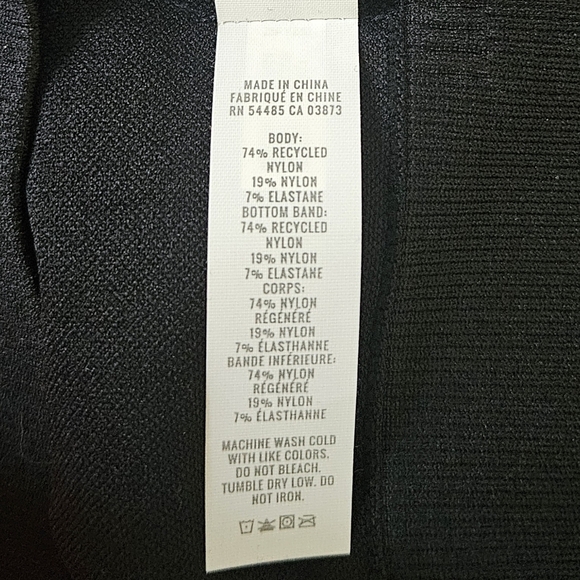 MADE IN CHINA
FABRIQUÉ EN CHINE
RN 54485 CA 03873
BODY:
74% RECYCLED
NYLON
19% NYLON
7% ELASTANE
BOTTOM BAND:
74% RECYCLED
NYLON
19% NYLON
7% ELASTANE
CORPS:
74% NYLON
RÉGÉNÉRÉ
19% NYLON
7% ÉLASTHANNE
BANDE INFÉRIEURE:
74% NYLON
RÉGÉNÉRÉ
19% NYLON
7% ÉLASTHANNE
MACHINE WASH COLD
WITH LIKE COLORS.
DO NOT BLEACH.
TUMBLE DRY LOW. DO
NOT IRON.